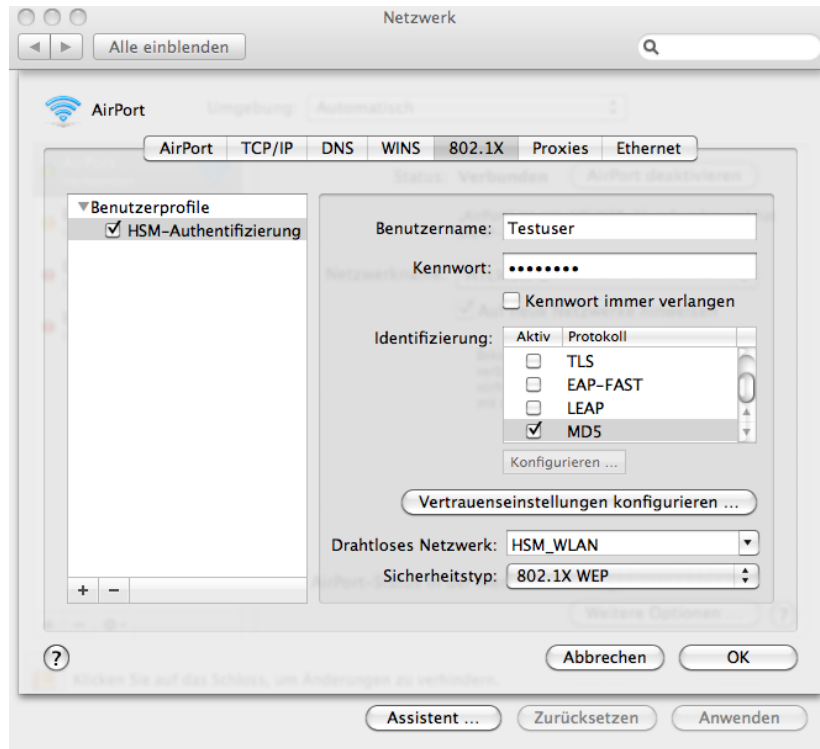 Netzwerk
Alle einblenden
AirPort
Umgebung: Automatisch
AirPort TCP/IP DNS WINS 802.1X Proxies Ethernet
Status: Verbunden AirPort deaktivieren
Benutzerprofile
HSM-Authentifizierung
Benutzername: Testuser
Kennwort: ••••••••
Kennwort immer verlangen
Identifizierung: Aktiv Protokoll
TLS
EAP-FAST
LEAP
MD5
Konfigurieren ...
Vertrauenseinstellungen konfigurieren ...
Drahtloses Netzwerk: HSM_WLAN
Sicherheitstyp: 802.1X WEP
Weitere Optionen
?
Abbrechen OK
Klicken Sie auf das Schloss, um Änderungen zu verhindern.
Assistent ... Zurücksetzen Anwenden